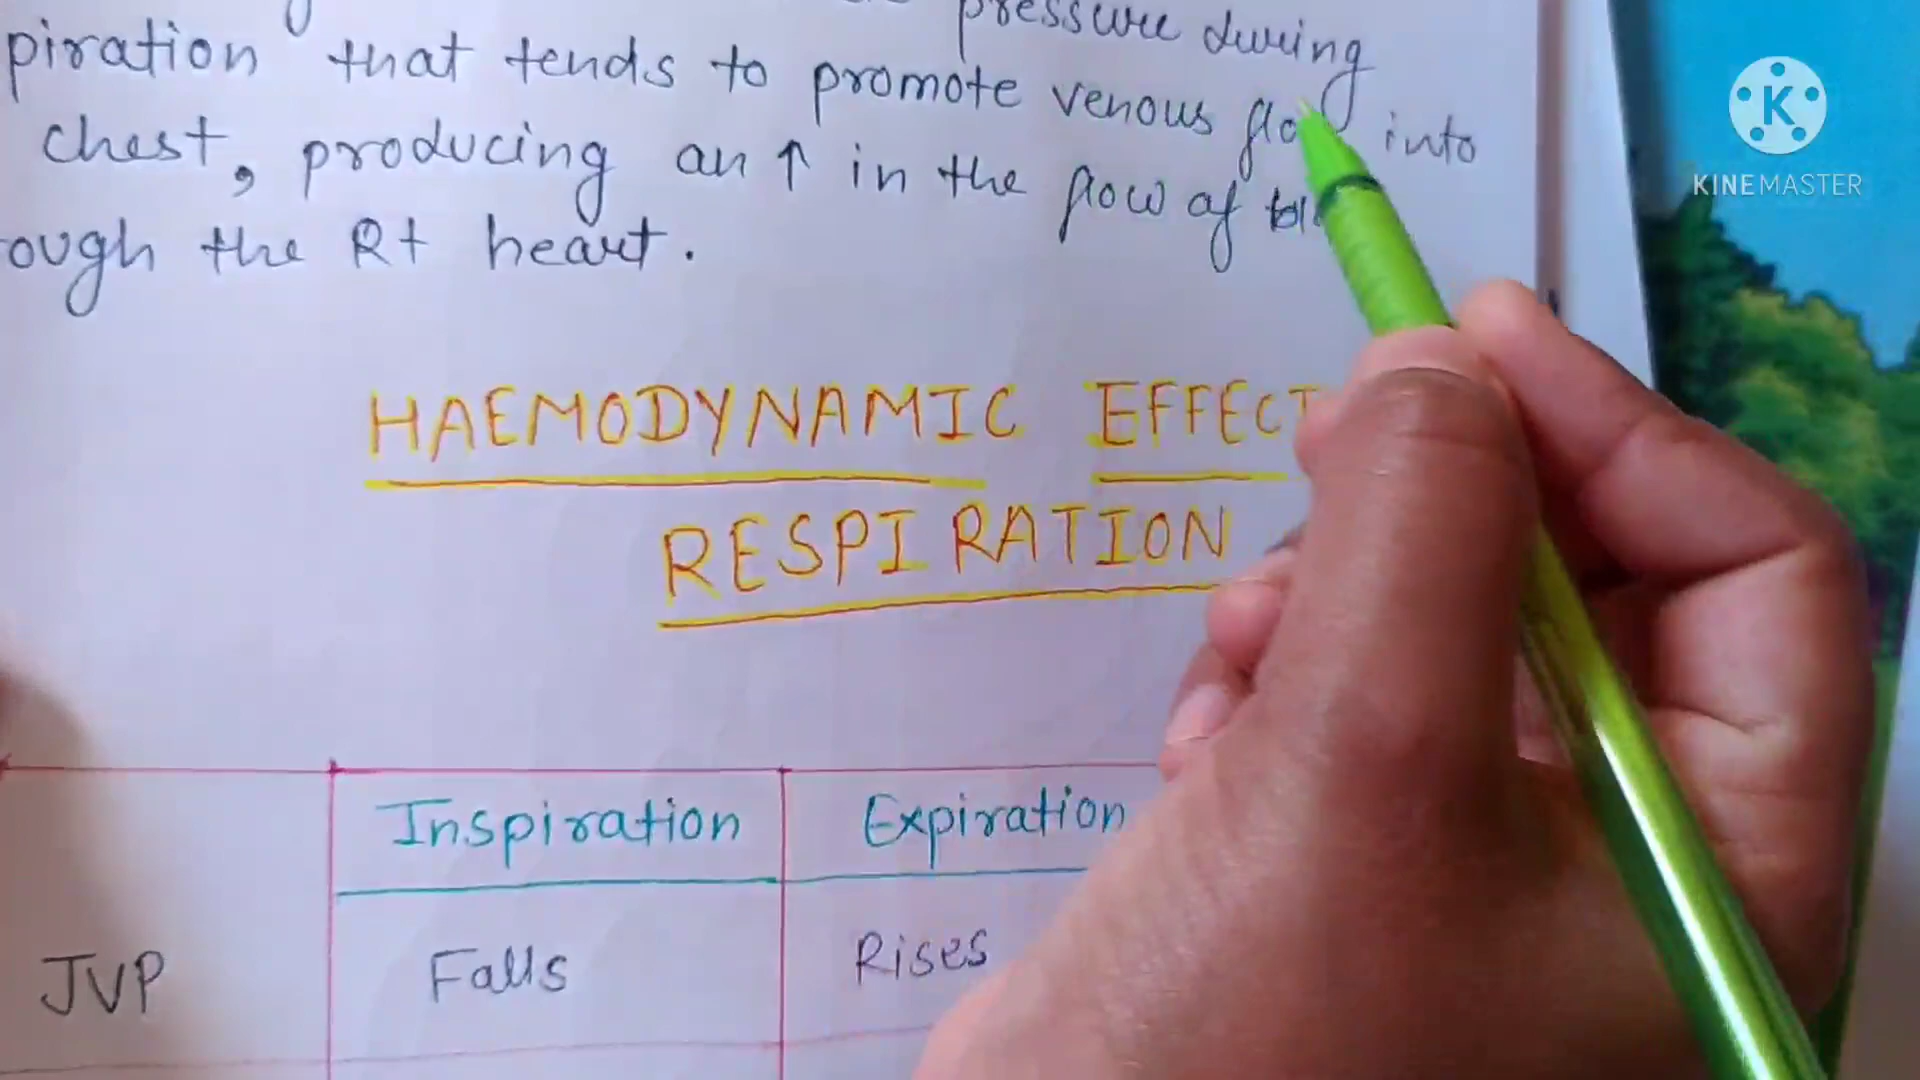 pressure during
piration that tends to promote venous flow into
chest, producing an ↑ in the flow of
ough the Rt heart.
HAEMODYNAMIC EFFECT
RESPIRATION
Inspiration Expiration
JVP Falls Rises
K
KINEMASTER